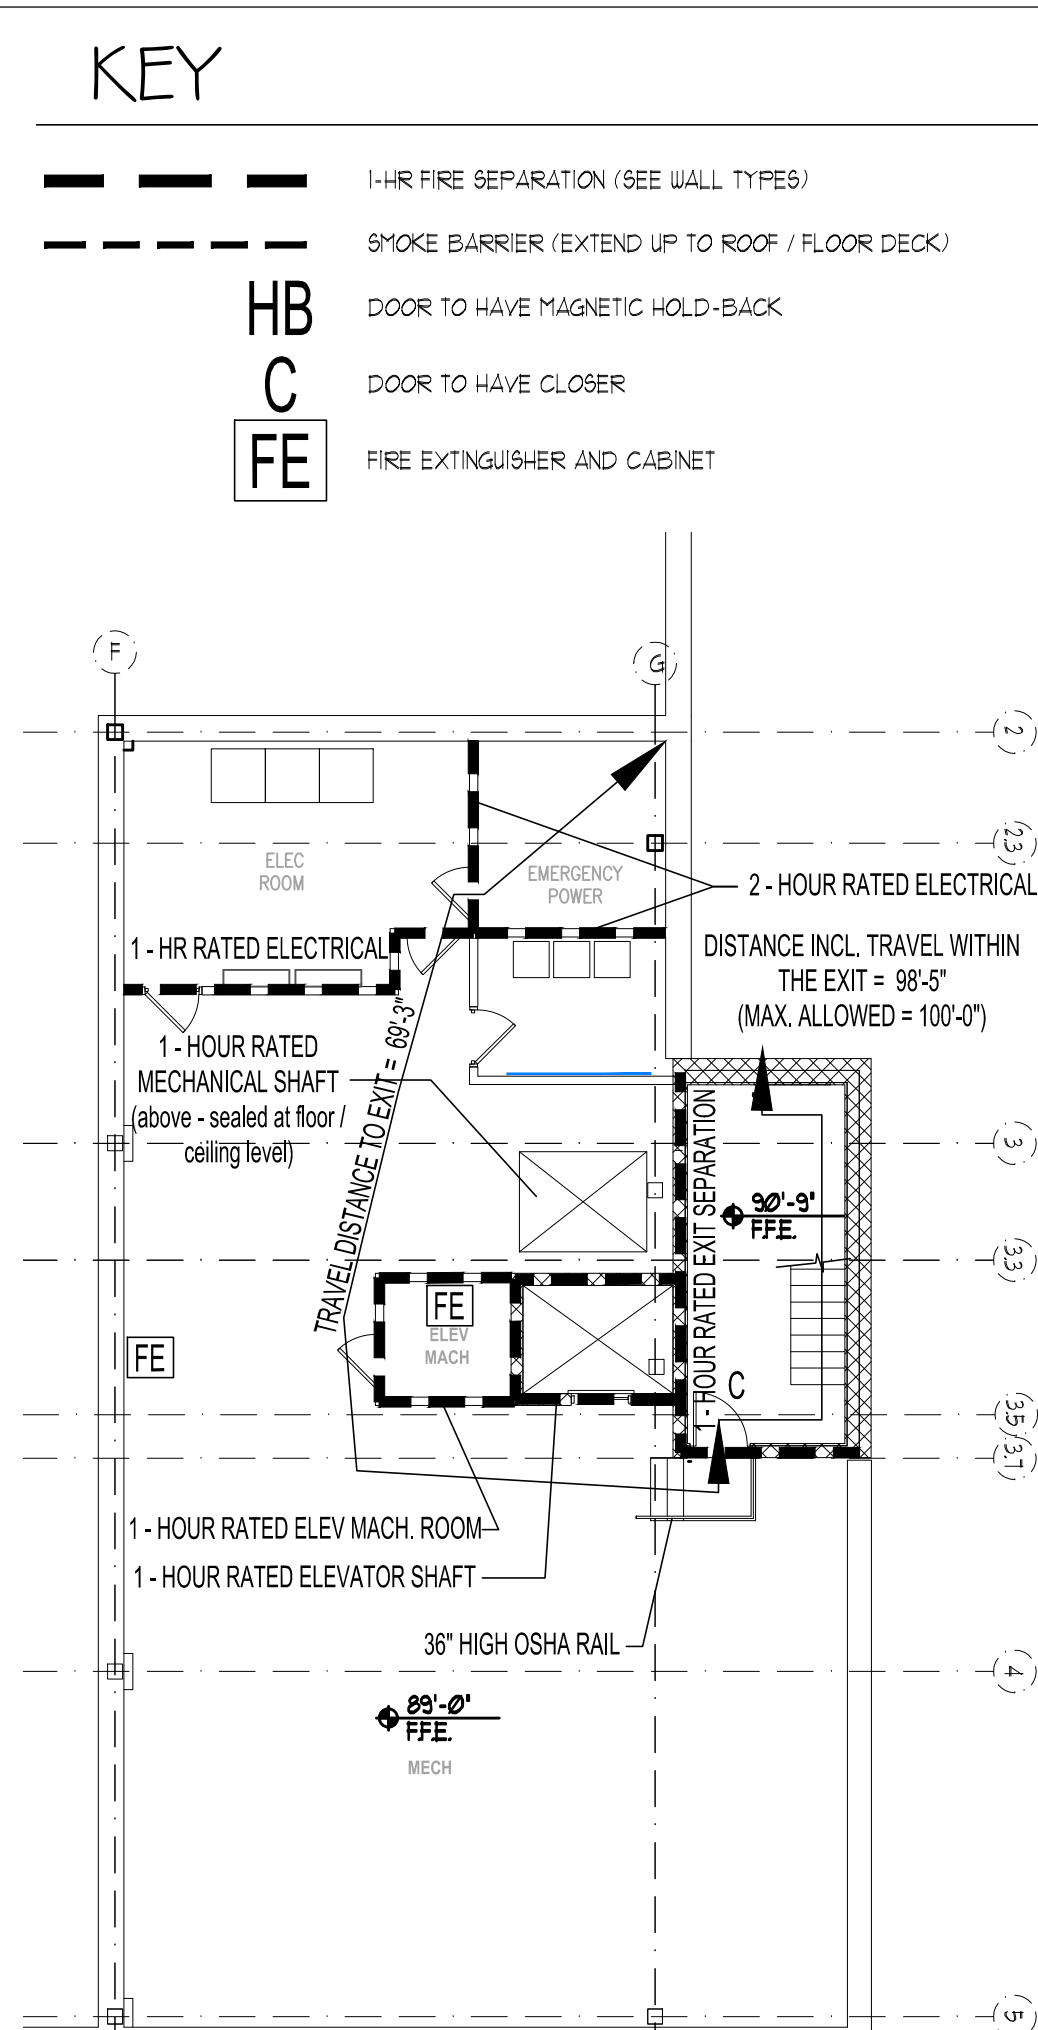 KEY
1-HR FIRE SEPARATION (SEE WALL TYPES)
SMOKE BARRIER (EXTEND UP TO ROOF / FLOOR DECK)
HB
DOOR TO HAVE MAGNETIC HOLD-BACK
C
DOOR TO HAVE CLOSER
FE
FIRE EXTINGUISHER AND CABINET
F
G
2
2.3
ELEC
ROOM
EMERGENCY
POWER
2 - HOUR RATED ELECTRICAL
1 - HR RATED ELECTRICAL
DISTANCE INCL. TRAVEL WITHIN
THE EXIT = 98'-5"
(MAX. ALLOWED = 100'-0")
1 - HOUR RATED
MECHANICAL SHAFT
(above - sealed at floor /
ceiling level)
TRAVEL DISTANCE TO EXIT = 69'-3"
1 - HOUR RATED EXIT SEPARATION
3
90'-9"
F.F.E.
3.3
FE
ELEV
MACH
FE
C
3.5
3.7
1 - HOUR RATED ELEV MACH. ROOM
1 - HOUR RATED ELEVATOR SHAFT
36" HIGH OSHA RAIL
4
89'-0"
F.F.E.
MECH
5